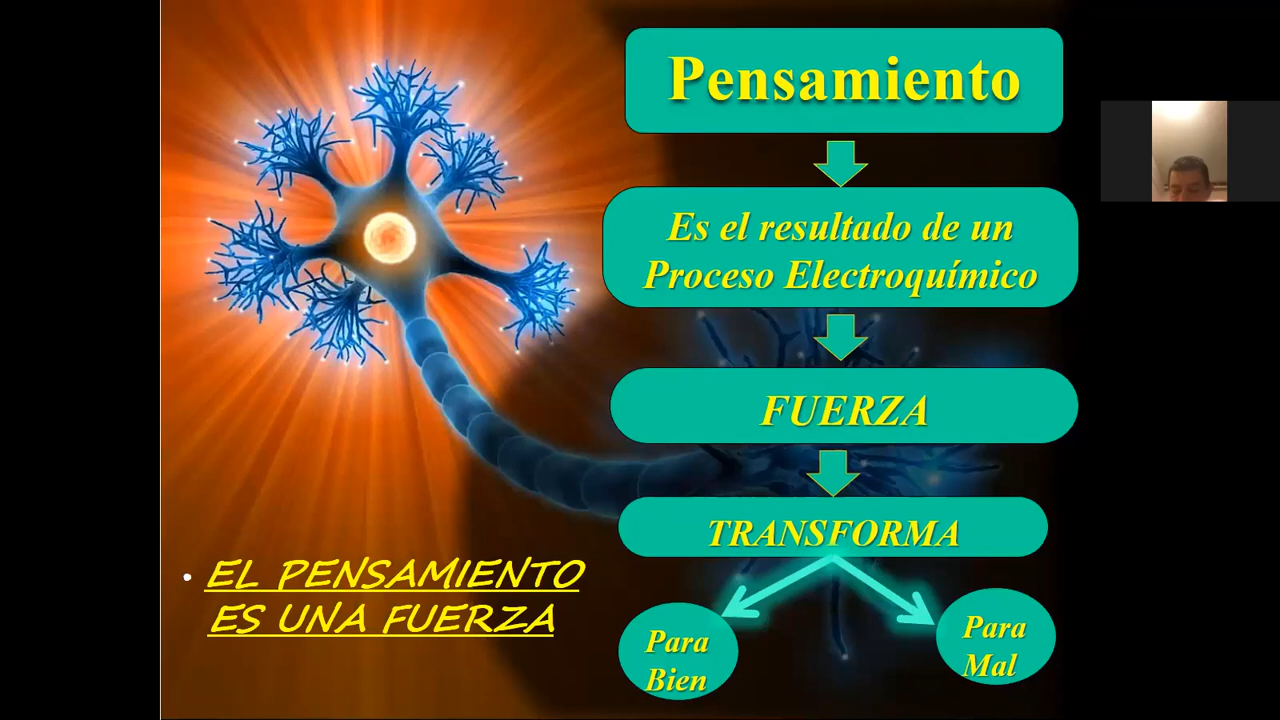 Pensamiento
Es el resultado de un
Proceso Electroquímico
FUERZA
TRANSFORMA
Para
Bien
Para
Mal
• EL PENSAMIENTO
ES UNA FUERZA